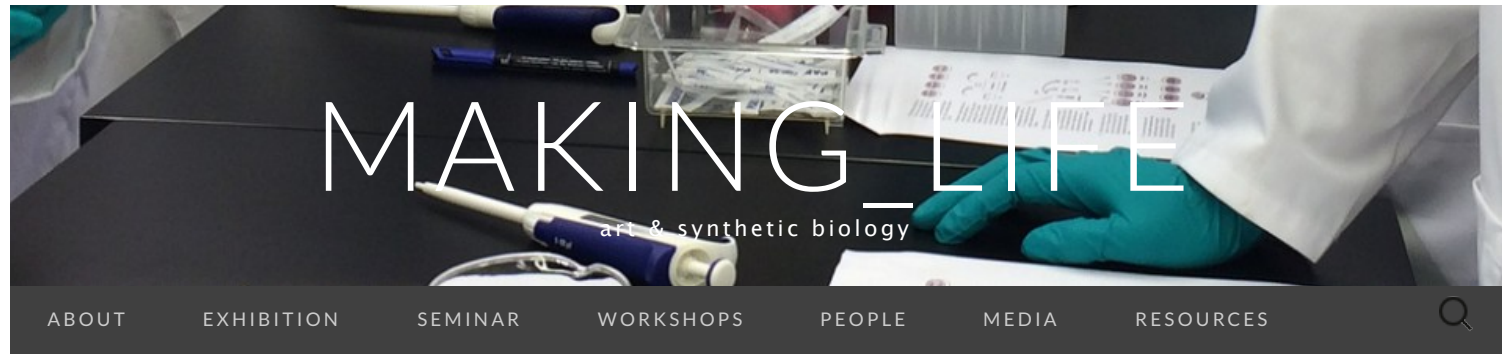 MAKING_LIFE
art & synthetic biology
ABOUT EXHIBITION SEMINAR WORKSHOPS PEOPLE MEDIA RESOURCES